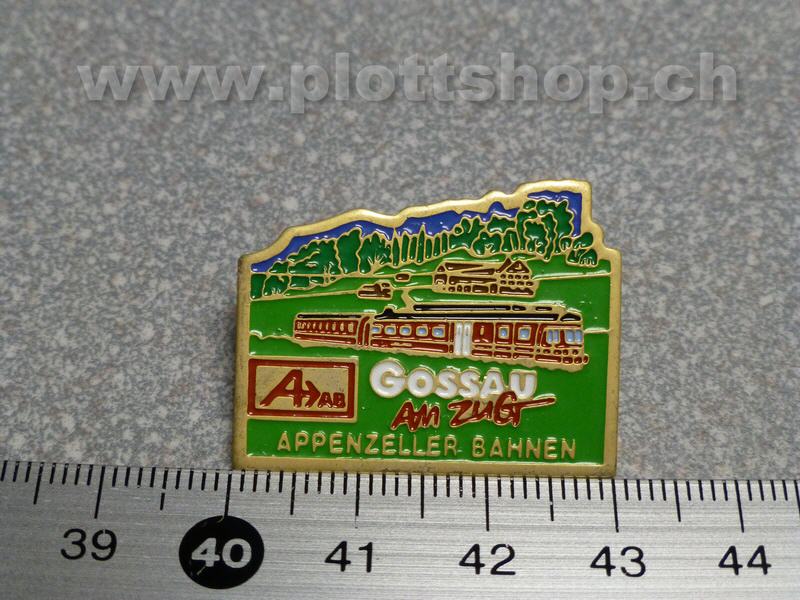 www.plottshop.ch
GOSSAU
A AB
AM ZUG
APPENZELLER BAHNEN
39 40 41 42 43 44